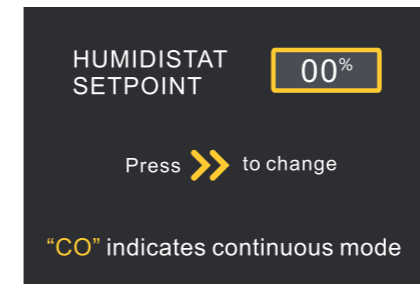 HUMIDISTAT
SETPOINT
00%
Press to change
“CO” indicates continuous mode